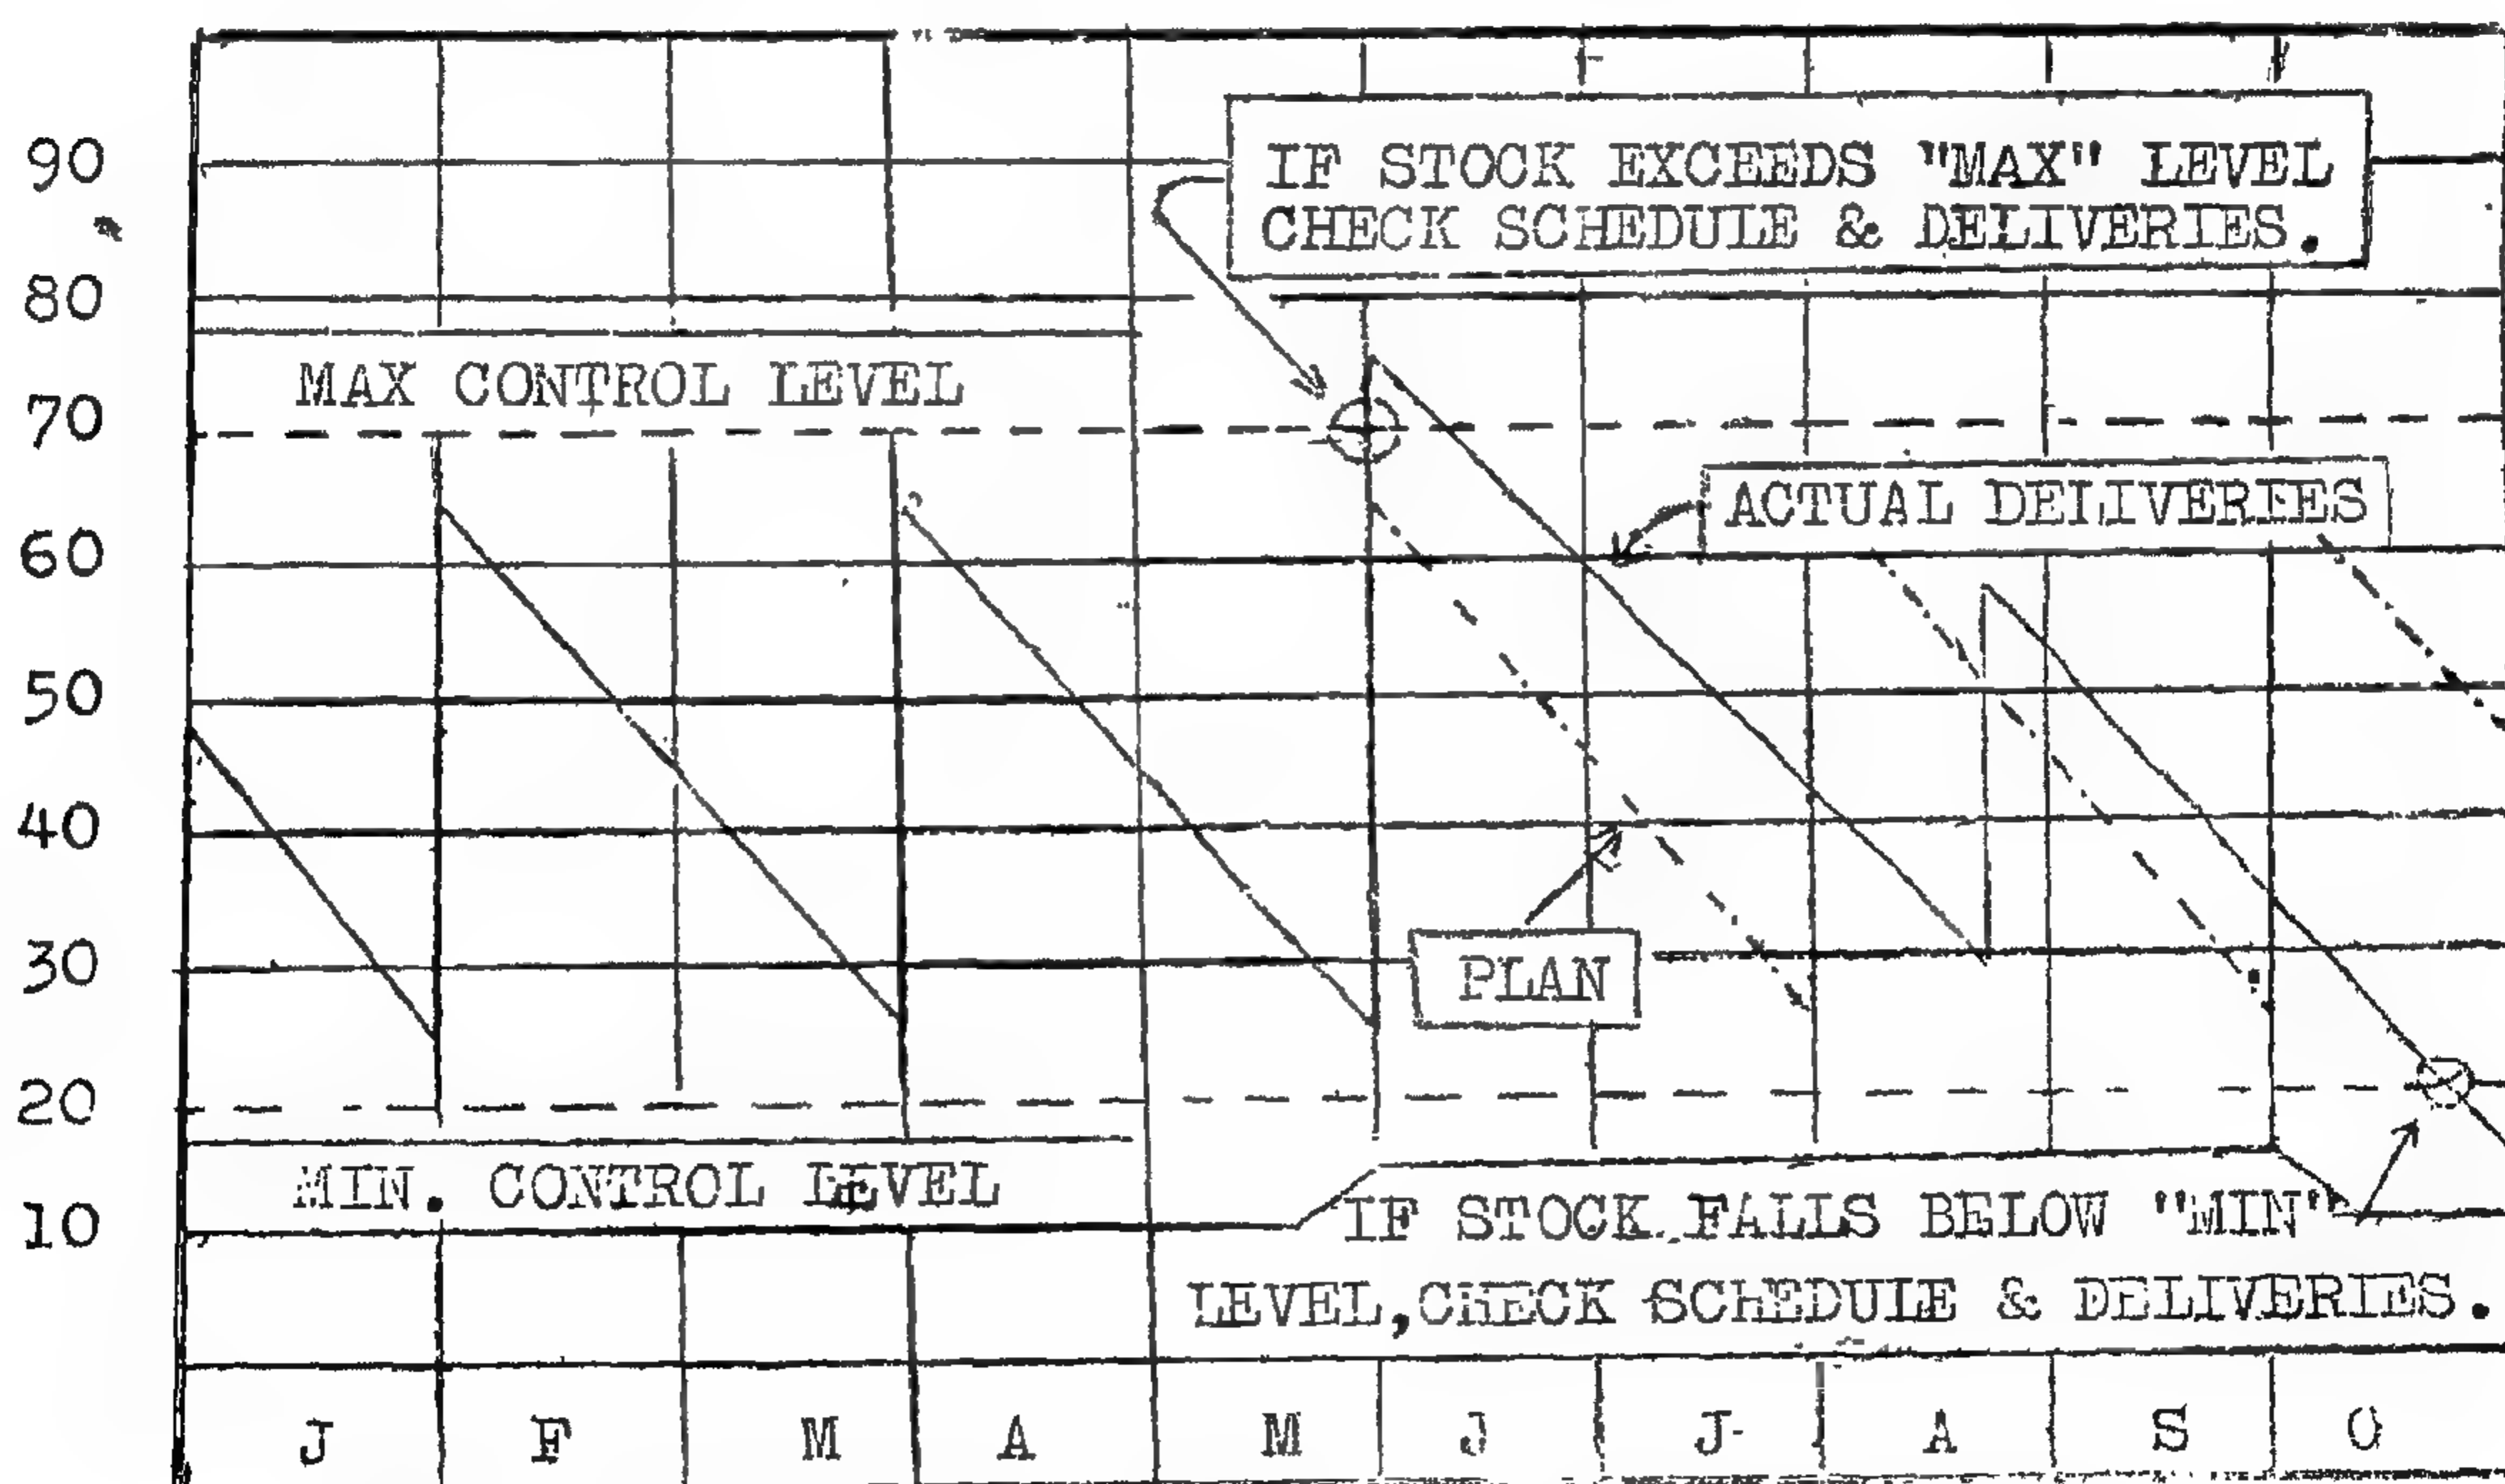 90
IF STOCK EXCEEDS "MAX" LEVEL
CHECK SCHEDULE & DELIVERIES.
80
MAX CONTROL LEVEL
70
ACTUAL DELIVERIES
60
50
40
30
PLAN
20
MIN. CONTROL LEVEL
10
IF STOCK FALLS BELOW "MIN"
LEVEL, CHECK SCHEDULE & DELIVERIES.
J F M A M J J A S O